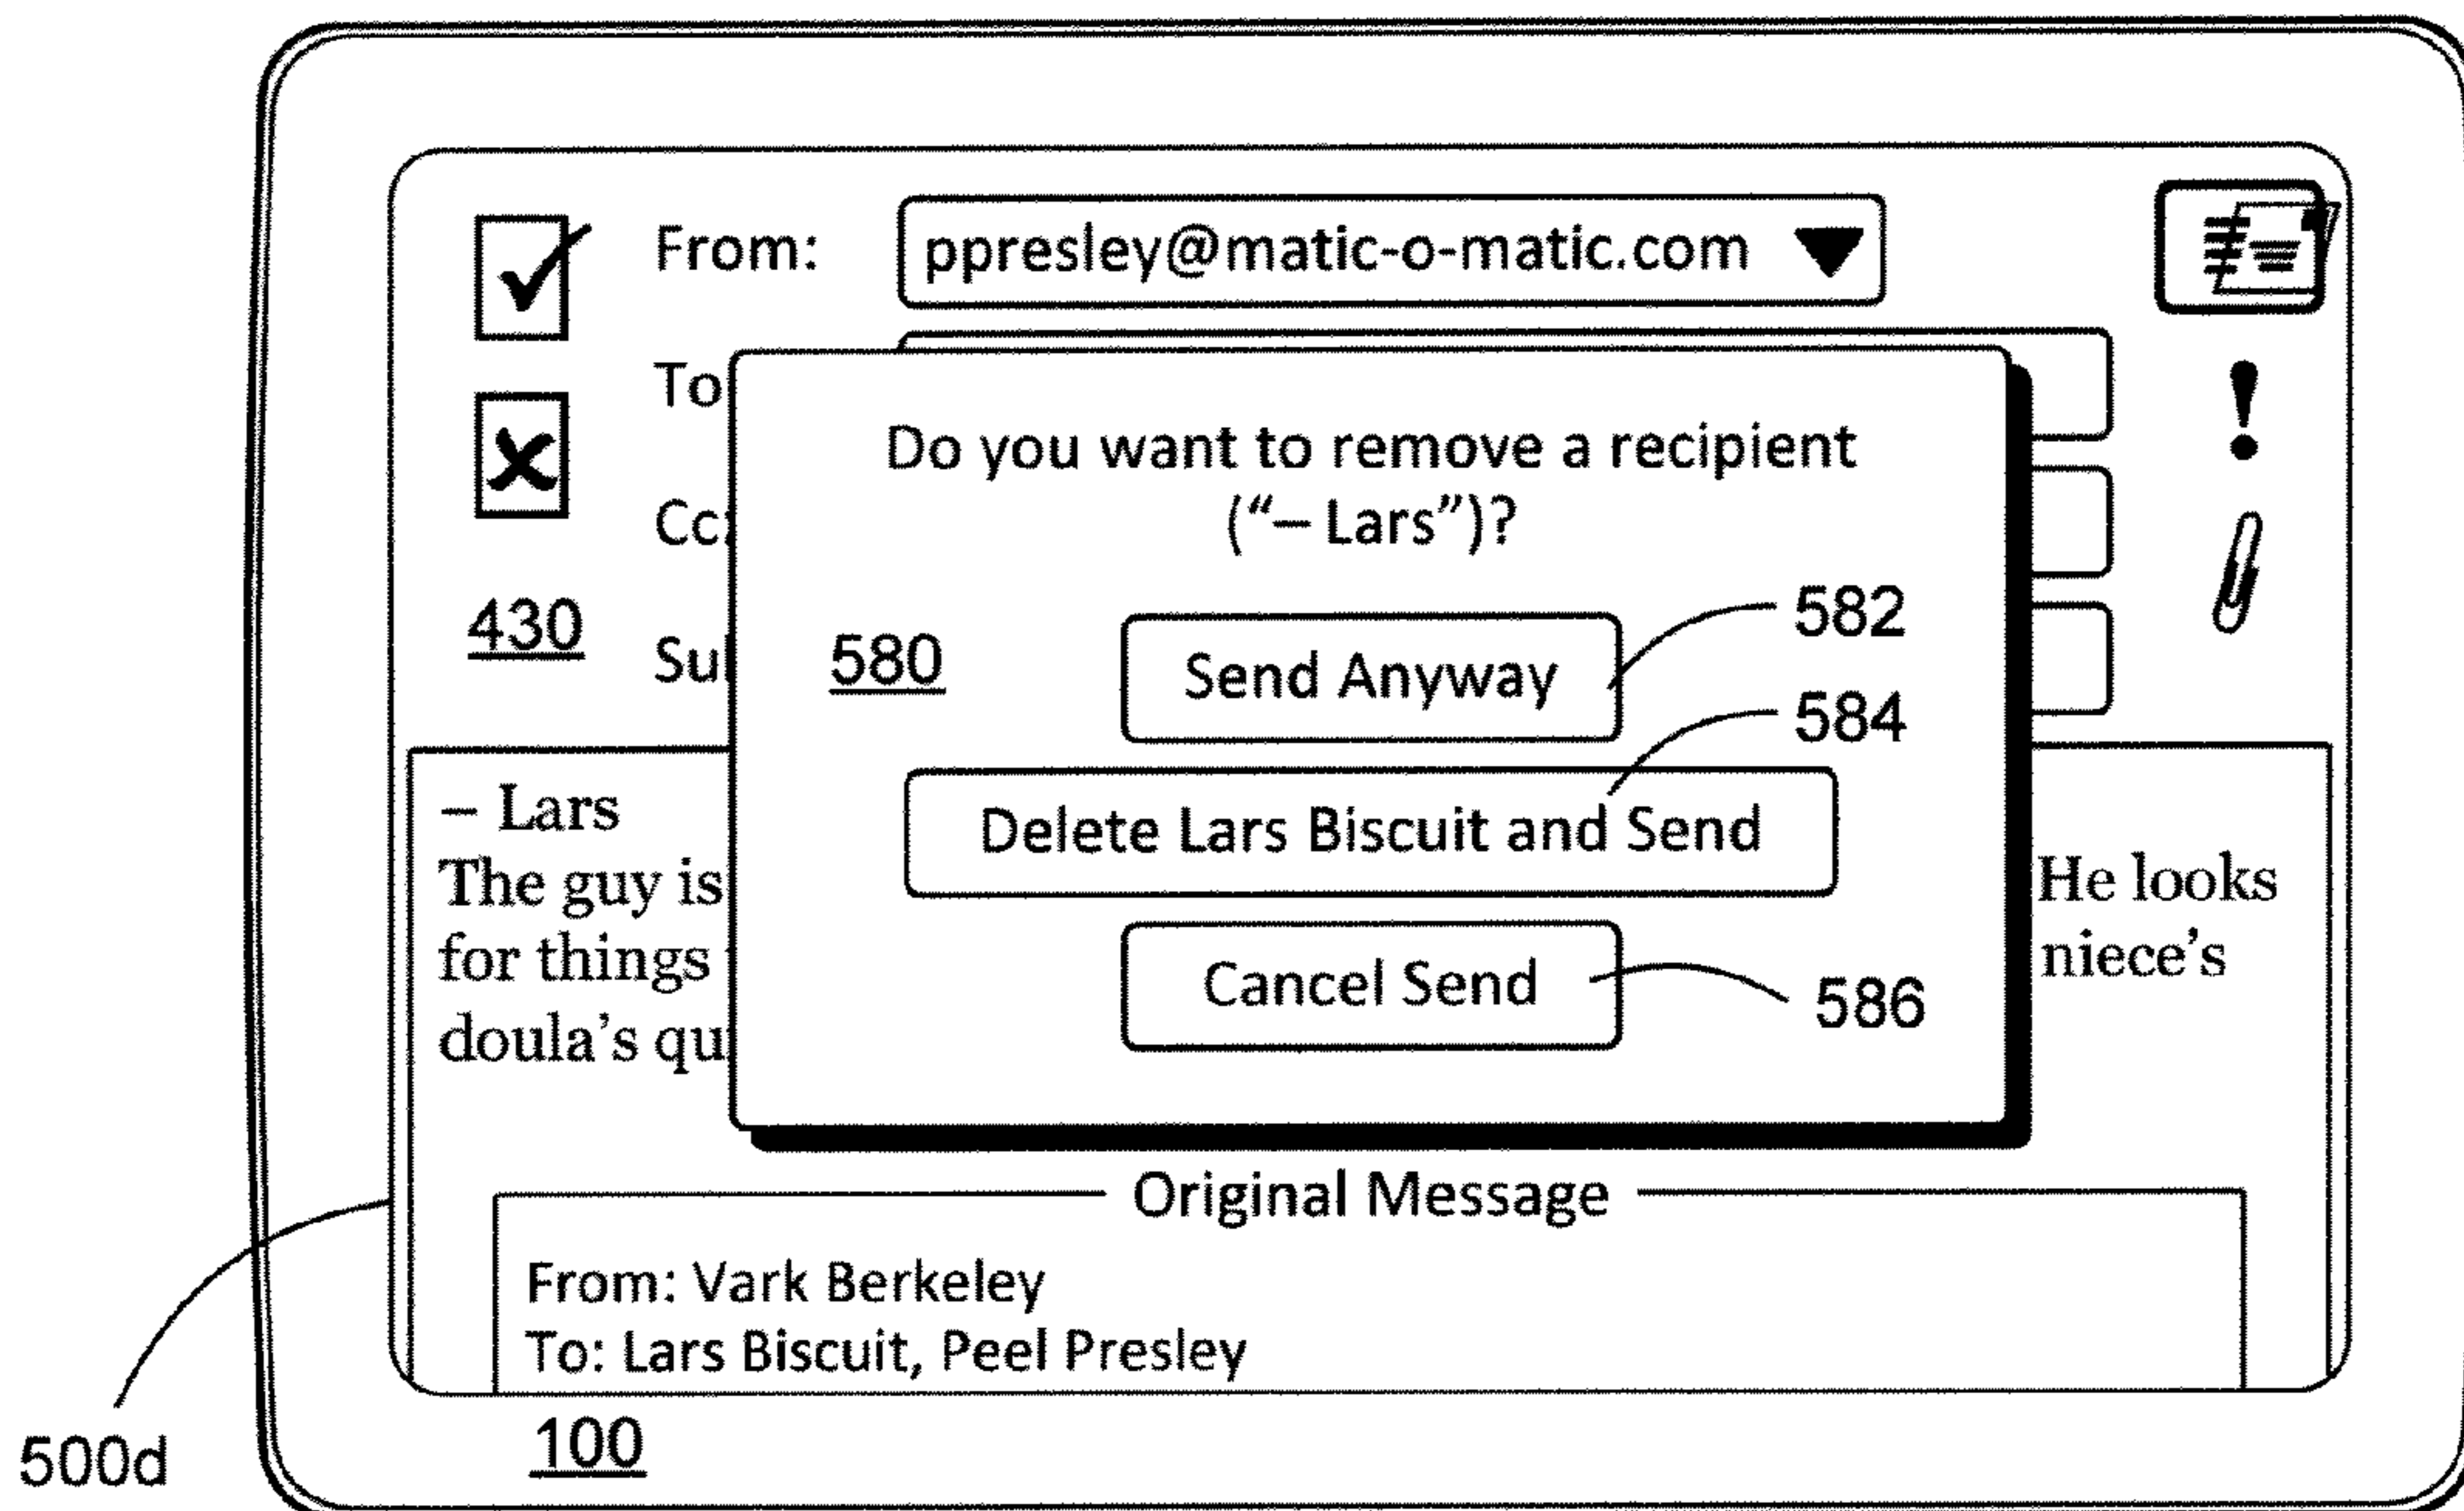 From: ppresley@matic-o-matic.com
To
Cc:
Do you want to remove a recipient
(“– Lars”)?
430
580
Send Anyway
582
584
Delete Lars Biscuit and Send
Cancel Send
586
– Lars
The guy is He looks
for things niece’s
doula’s
Original Message
From: Vark Berkeley
To: Lars Biscuit, Peel Presley
500d
100